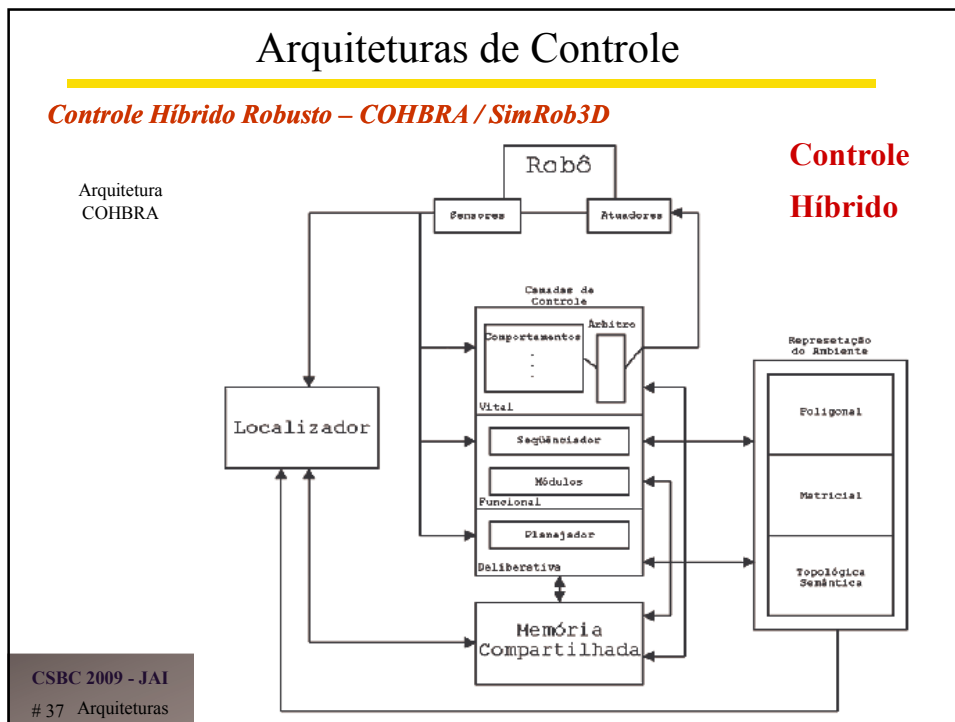 Arquiteturas de Controle
Controle Híbrido Robusto – COHBRA / SimRob3D
Controle
Híbrido
Arquitetura
COHBRA
Robô
Sensores
Atuadores
Camadas de
Controle
Comportamentos
.
.
.
Árbitro
Vital
Seqüênciador
Módulos
Funcional
Planejador
Deliberativa
Localizador
Memória
Compartilhada
Represetação
do Ambiente
Poligonal
Matricial
Topológica
Semântica
CSBC 2009 - JAI
# 37 Arquiteturas